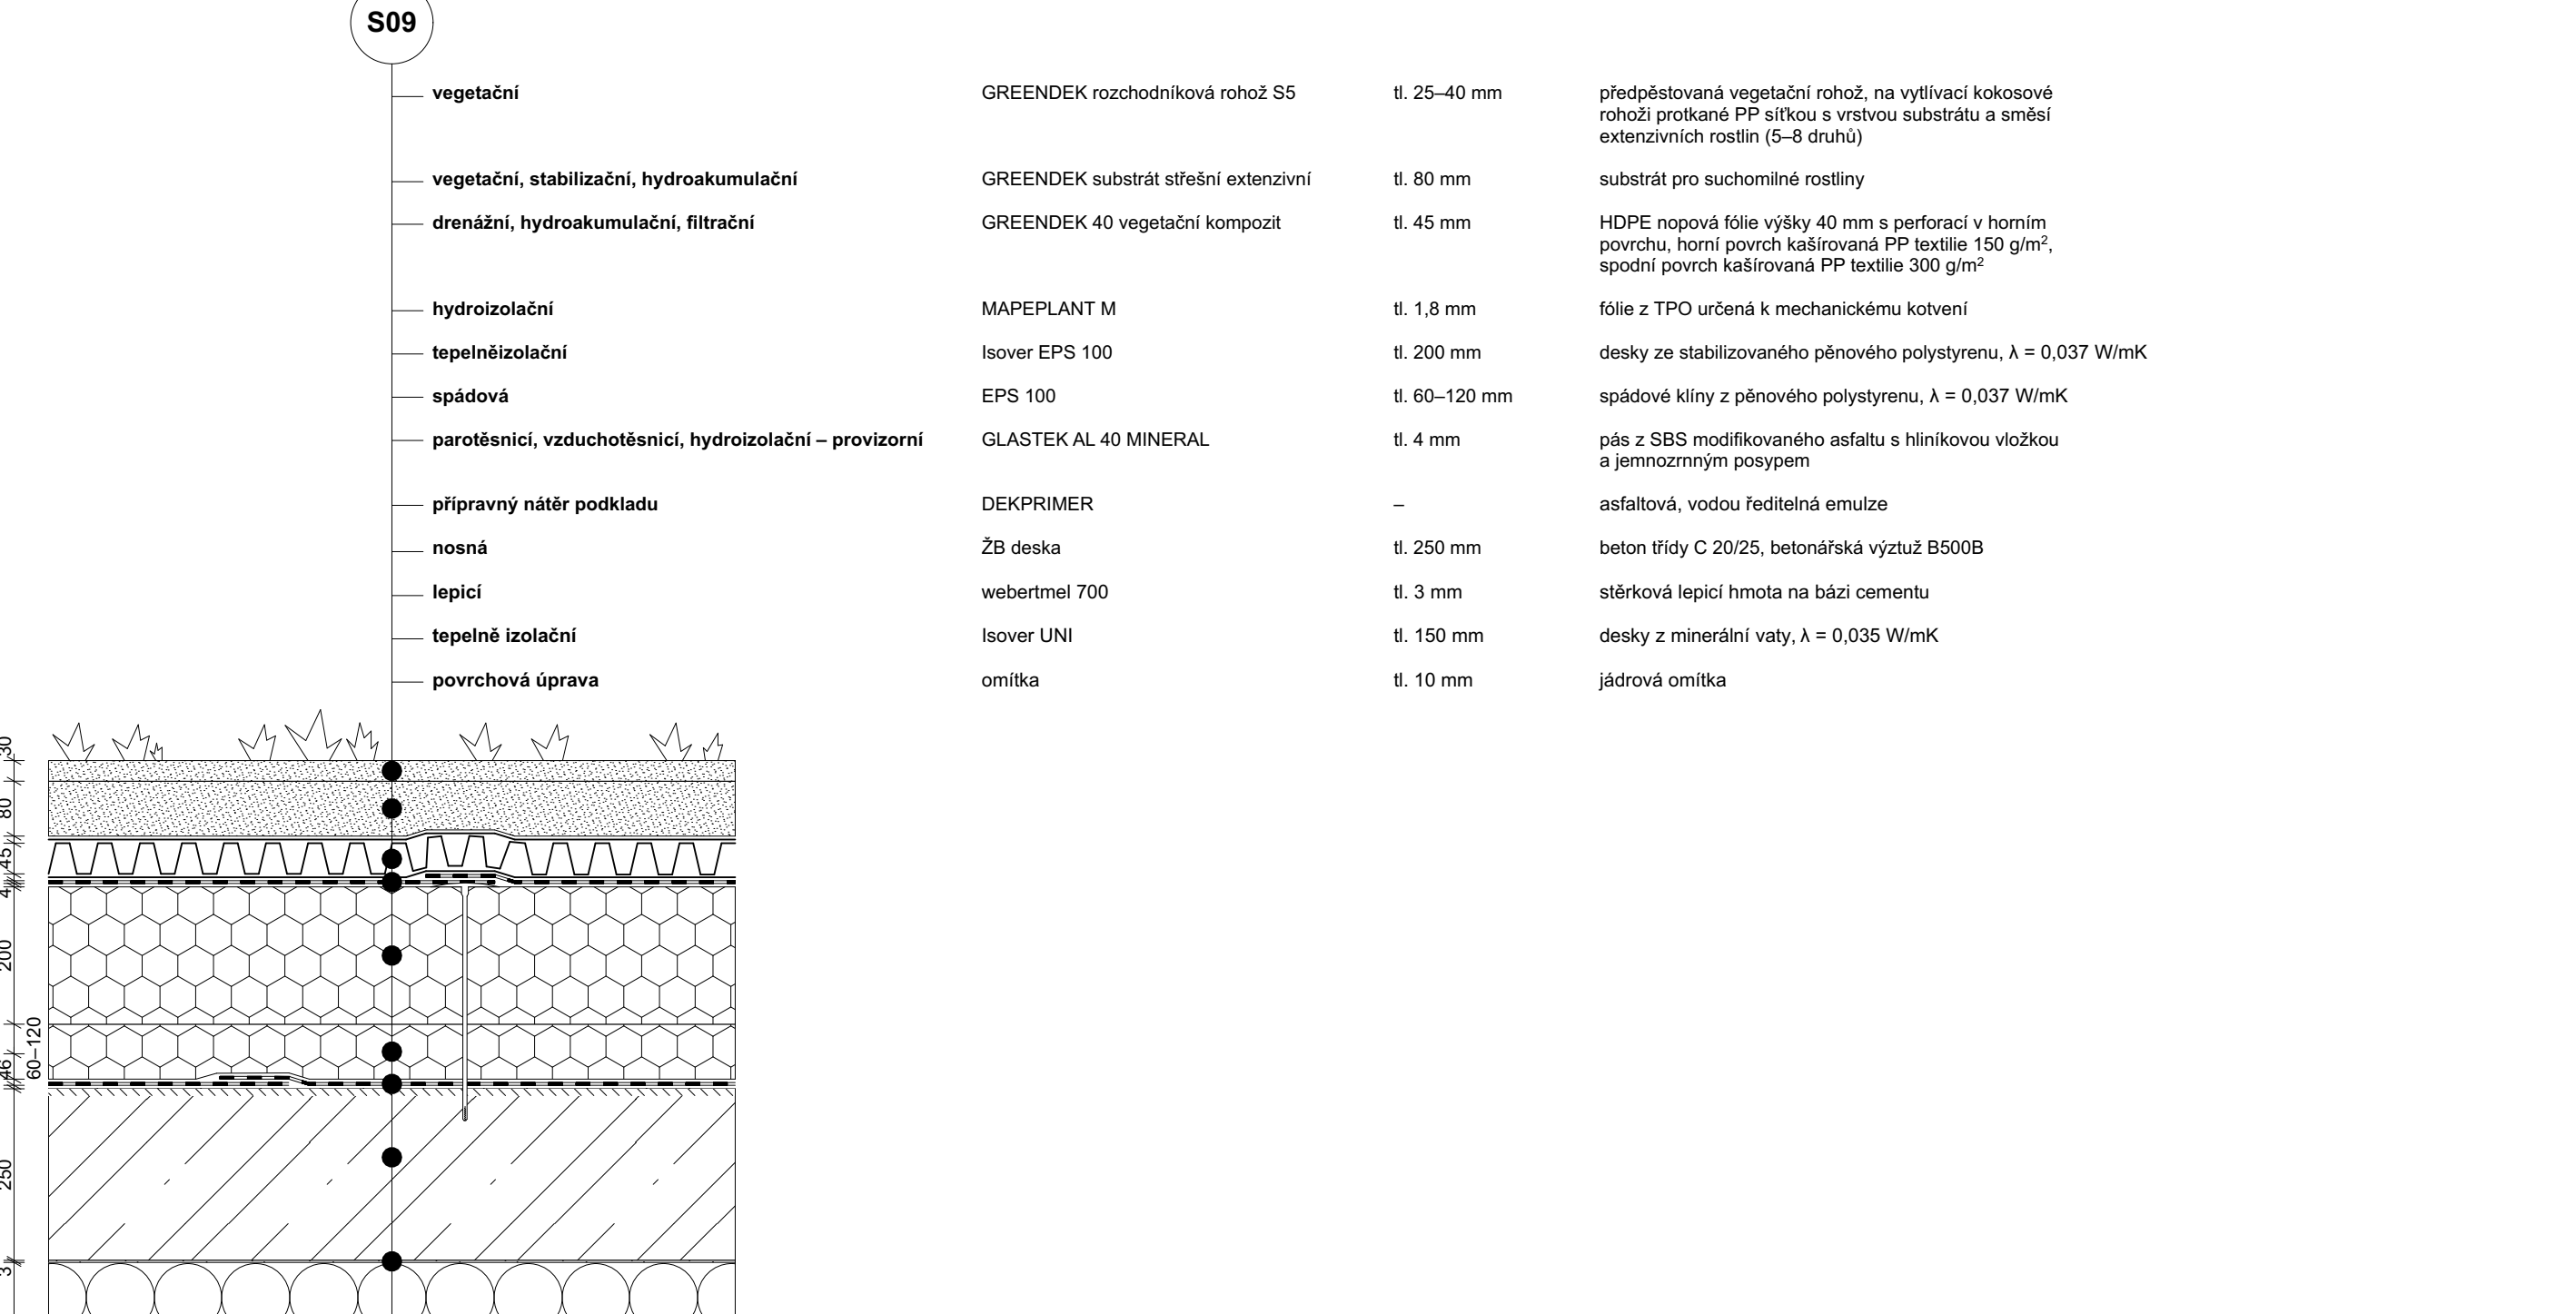 S09
vegetační GREENDEK rozchodníková rohož S5 tl. 25–40 mm předpěstovaná vegetační rohož, na vytlívací kokosové
rohoži protkané PP síťkou s vrstvou substrátu a směsí
extenzivních rostlin (5–8 druhů)
vegetační, stabilizační, hydroakumulační GREENDEK substrát střešní extenzivní tl. 80 mm substrát pro suchomilné rostliny
drenážní, hydroakumulační, filtrační GREENDEK 40 vegetační kompozit tl. 45 mm HDPE nopová fólie výšky 40 mm s perforací v horním
povrchu, horní povrch kašírovaná PP textilie 150 g/m²,
spodní povrch kašírovaná PP textilie 300 g/m²
hydroizolační MAPEPLANT M tl. 1,8 mm fólie z TPO určená k mechanickému kotvení
tepelněizolační Isover EPS 100 tl. 200 mm desky ze stabilizovaného pěnového polystyrenu, λ = 0,037 W/mK
spádová EPS 100 tl. 60–120 mm spádové klíny z pěnového polystyrenu, λ = 0,037 W/mK
parotěsnicí, vzduchotěsnicí, hydroizolační – provizorní GLASTEK AL 40 MINERAL tl. 4 mm pás z SBS modifikovaného asfaltu s hliníkovou vložkou
a jemnozrnným posypem
přípravný nátěr podkladu DEKPRIMER – asfaltová, vodou ředitelná emulze
nosná ŽB deska tl. 250 mm beton třídy C 20/25, betonářská výztuž B500B
lepicí webertmel 700 tl. 3 mm stěrková lepicí hmota na bázi cementu
tepelně izolační Isover UNI tl. 150 mm desky z minerální vaty, λ = 0,035 W/mK
povrchová úprava omítka tl. 10 mm jádrová omítka
30
80
45
4
200
60–120
250
3